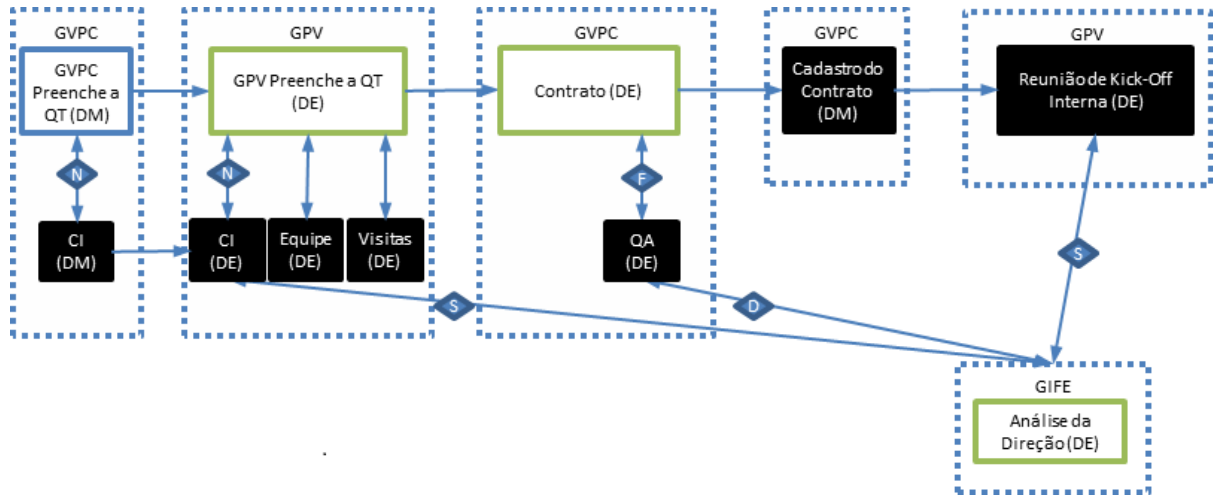 GVPC
GVPC
Preenche a
QT (DM)
N
CI
(DM)
GPV
GPV Preenche a QT
(DE)
N
CI
(DE)
Equipe
(DE)
Visitas
(DE)
S
GVPC
Contrato (DE)
F
QA
(DE)
D
GVPC
Cadastro do
Contrato
(DM)
GPV
Reunião de Kick-Off
Interna (DE)
S
GIFE
Análise da
Direção (DE)
.